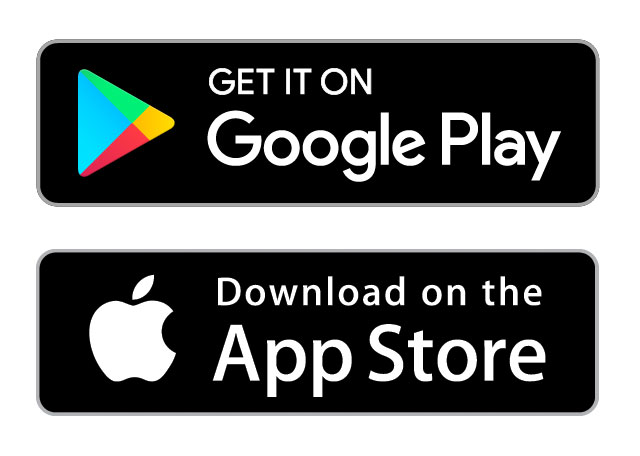 GET IT ON
Google Play
Download on the
App Store